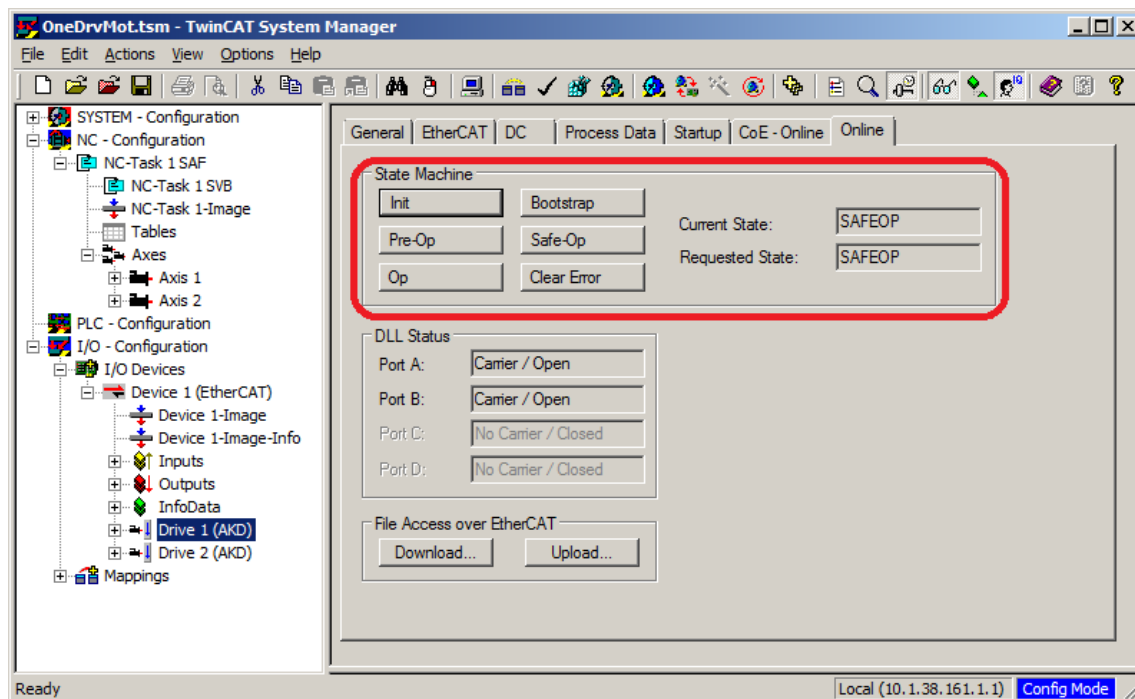 OneDrvMot.tsm - TwinCAT System Manager
File Edit Actions View Options Help
SYSTEM - Configuration
NC - Configuration
NC-Task 1 SAF
NC-Task 1 SVB
NC-Task 1-Image
Tables
Axes
Axis 1
Axis 2
PLC - Configuration
I/O - Configuration
I/O Devices
Device 1 (EtherCAT)
Device 1-Image
Device 1-Image-Info
Inputs
Outputs
InfoData
Drive 1 (AKD)
Drive 2 (AKD)
Mappings
General EtherCAT DC Process Data Startup CoE - Online Online
State Machine
Init Bootstrap
Pre-Op Safe-Op
Op Clear Error
Current State: SAFEOP
Requested State: SAFEOP
DLL Status
Port A: Carrier / Open
Port B: Carrier / Open
Port C: No Carrier / Closed
Port D: No Carrier / Closed
File Access over EtherCAT
Download... Upload...
Ready Local (10.1.38.161.1.1) Config Mode